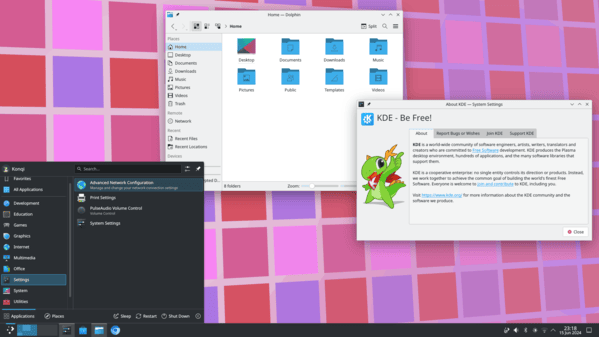 Home — Dolphin
Home
Split
Places
Home
Desktop
Documents
Downloads
Music
Pictures
Videos
Trash
Remote
Network
Recent
Recent Files
Recent Locations
Devices
Desktop
Documents
Downloads
Music
Pictures
Public
Templates
Videos
8 Folders
Zoom:
About KDE — System Settings
KDE - Be Free!
About
Report Bugs or Wishes
Join KDE
Support KDE
KDE is a world-wide community of software engineers, artists, writers, translators and
creators who are committed to Free Software development. KDE produces the Plasma
desktop environment, hundreds of applications, and the many software libraries that
support them.
KDE is a cooperative enterprise: no single entity controls its direction or products. Instead,
we work together to achieve the common goal of building the world's finest Free
Software. Everyone is welcome to join and contribute to KDE, including you.
Visit https://www.kde.org/ for more information about the KDE community and the
software we produce.
Close
Konqi
Search...
Favorites
All Applications
Development
Education
Games
Graphics
Internet
Multimedia
Office
Settings
System
Utilities
Advanced Network Configuration
Manage and change your network connection settings
Print Settings
PulseAudio Volume Control
Volume Control
System Settings
Applications
Places
Sleep
Restart
Shut Down
23:18
15 Jun 2024